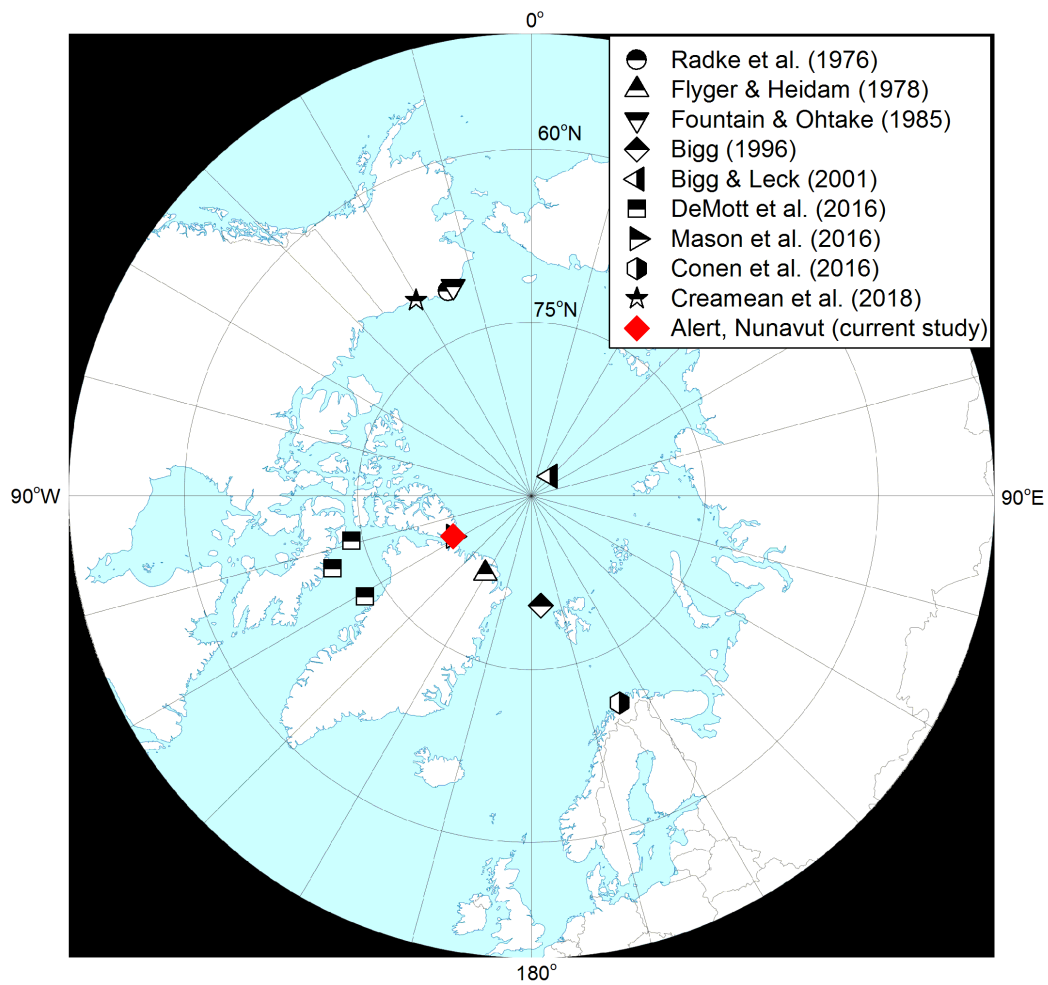 0°
Radke et al. (1976)
Flyger & Heidam (1978)
Fountain & Ohtake (1985)
Bigg (1996)
Bigg & Leck (2001)
DeMott et al. (2016)
Mason et al. (2016)
Conen et al. (2016)
Creamean et al. (2018)
Alert, Nunavut (current study)
60°N
75°N
90°W
90°E
180°